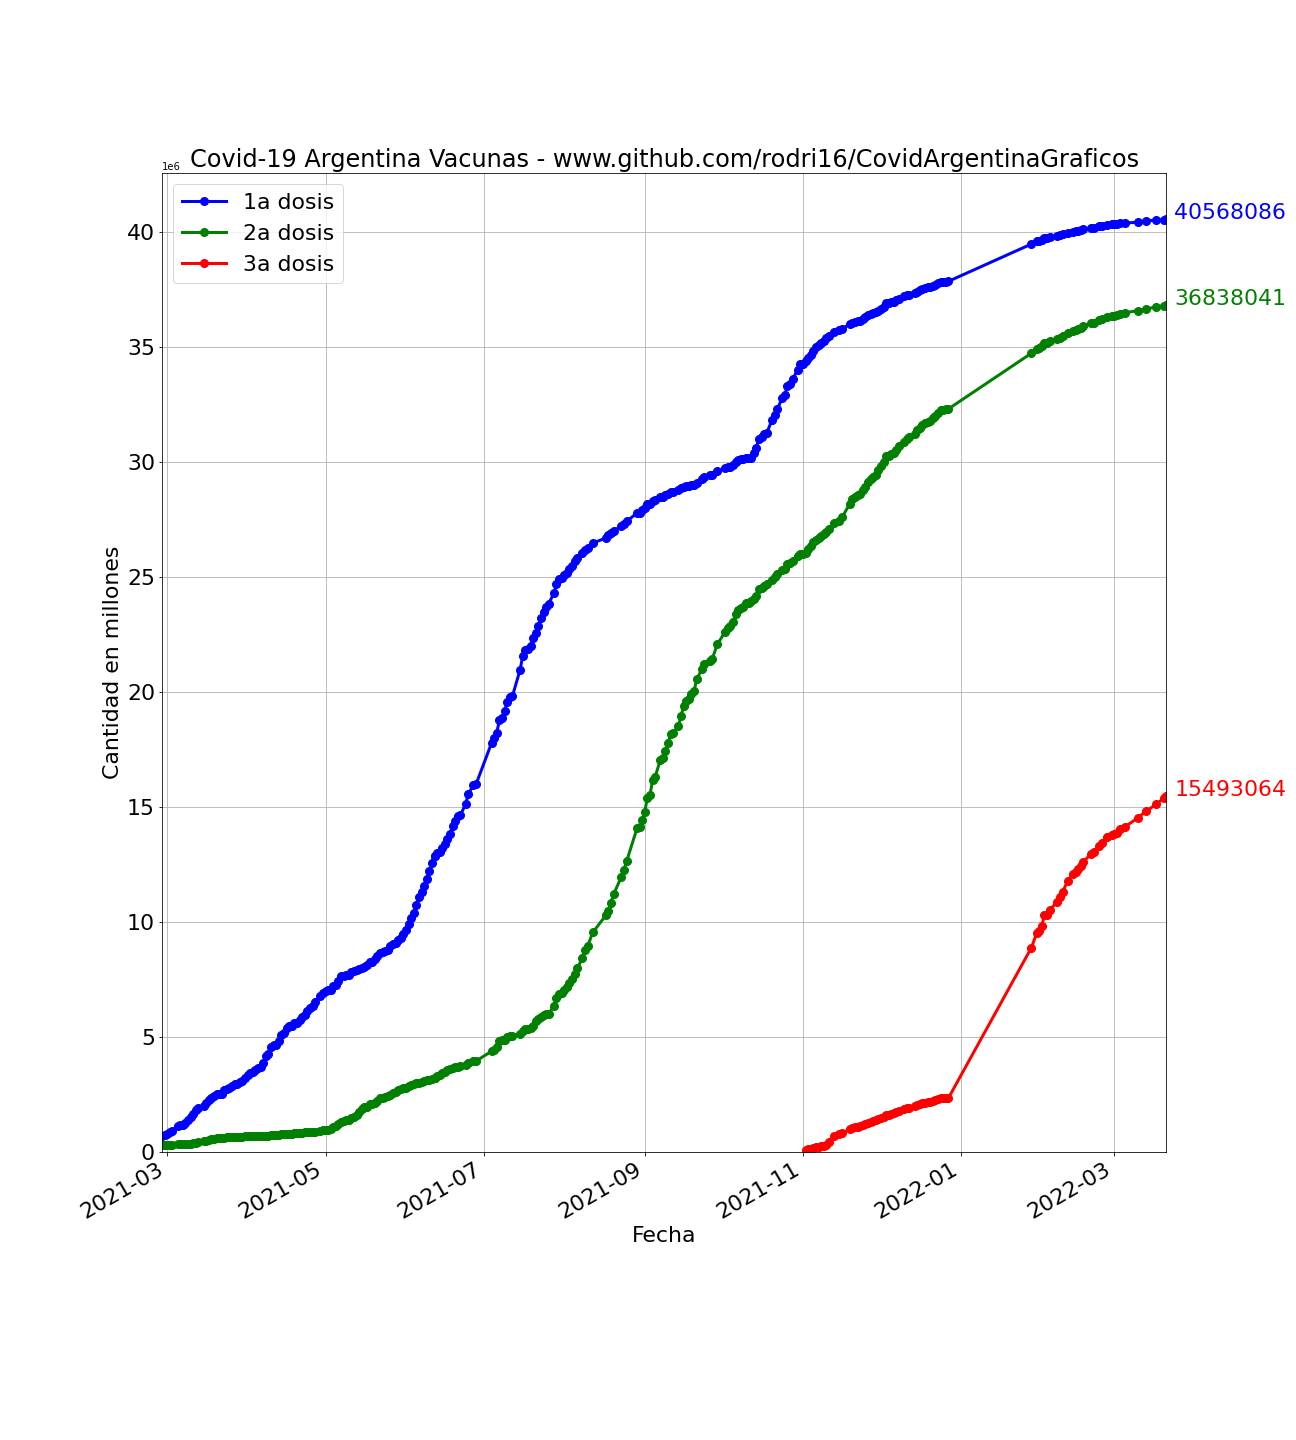 Covid-19 Argentina Vacunas - www.github.com/rodri16/CovidArgentinaGraficos
1e6
1a dosis
2a dosis
3a dosis
40568086
36838041
15493064
40
35
30
25
20
15
10
5
0
Cantidad en millones
2021-03
2021-05
2021-07
2021-09
2021-11
2022-01
2022-03
Fecha